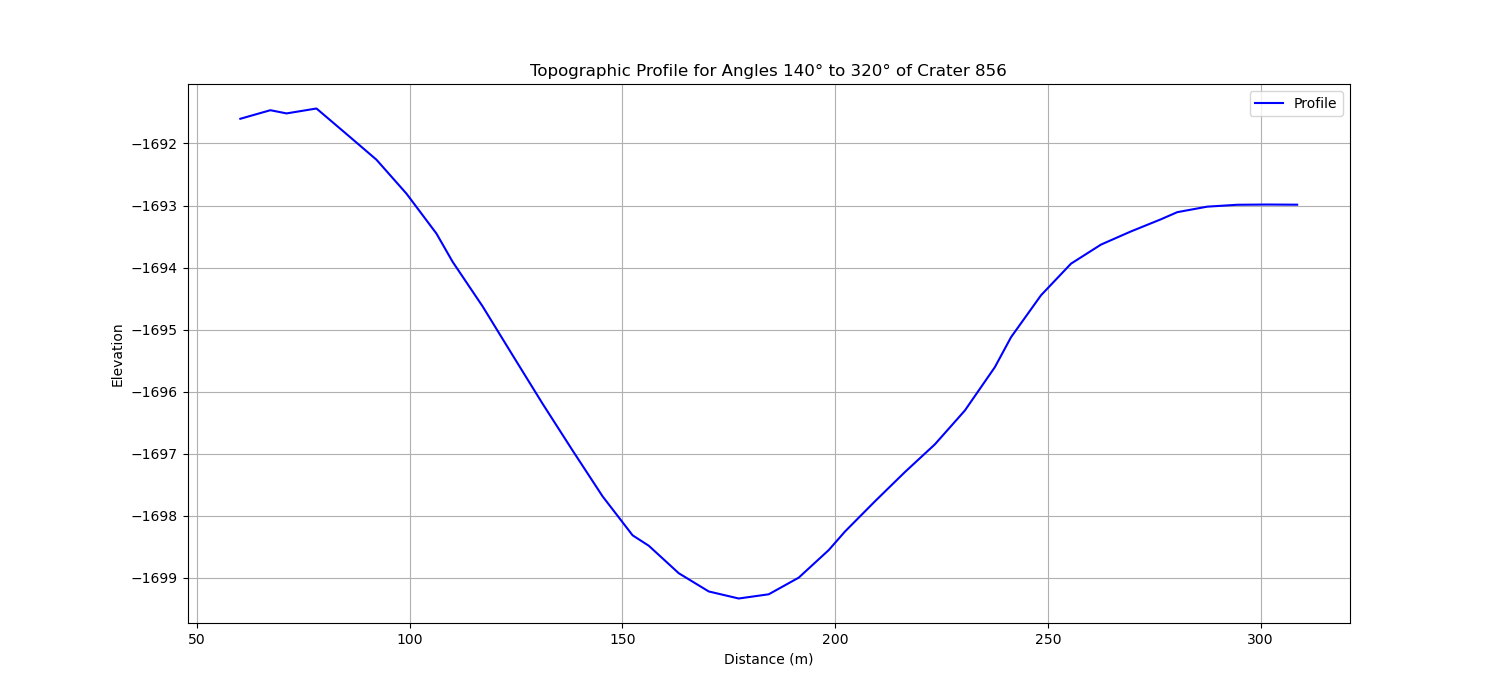 Topographic Profile for Angles 140° to 320° of Crater 856
Profile
−1692
−1693
−1694
−1695
−1696
−1697
−1698
−1699
Elevation
50 100 150 200 250 300
Distance (m)